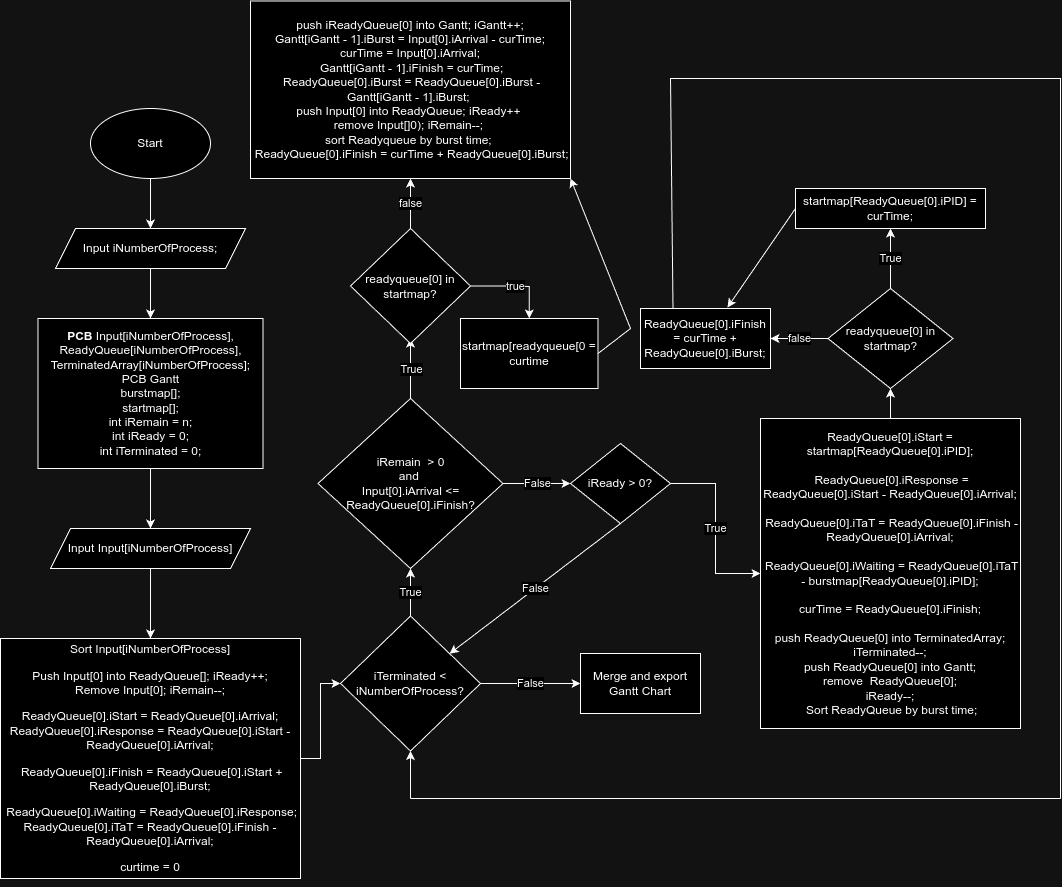 Start
Input iNumberOfProcess;
PCB Input[iNumberOfProcess],
ReadyQueue[iNumberOfProcess],
TerminatedArray[iNumberOfProcess];
PCB Gantt
burstmap[];
startmap[];
int iRemain = n;
int iReady = 0;
int iTerminated = 0;
Input Input[iNumberOfProcess]
Sort Input[iNumberOfProcess]
Push Input[0] into ReadyQueue[]; iReady++;
Remove Input[0]; iRemain--;
ReadyQueue[0].iStart = ReadyQueue[0].iArrival;
ReadyQueue[0].iResponse = ReadyQueue[0].iStart -
ReadyQueue[0].iArrival;
ReadyQueue[0].iFinish = ReadyQueue[0].iStart +
ReadyQueue[0].iBurst;
ReadyQueue[0].iWaiting = ReadyQueue[0].iResponse;
ReadyQueue[0].iTaT = ReadyQueue[0].iFinish -
ReadyQueue[0].iArrival;
curtime = 0
iTerminated <
iNumberOfProcess?
False
Merge and export
Gantt Chart
True
iRemain  > 0
and
Input[0].iArrival <=
ReadyQueue[0].iFinish?
True
readyqueue[0] in
startmap?
true
startmap[readyqueue[0 =
curtime
false
push iReadyQueue[0] into Gantt; iGantt++;
Gantt[iGantt - 1].iBurst = Input[0].iArrival - curTime;
curTime = Input[0].iArrival;
Gantt[iGantt - 1].iFinish = curTime;
ReadyQueue[0].iBurst = ReadyQueue[0].iBurst -
Gantt[iGantt - 1].iBurst;
push Input[0] into ReadyQueue; iReady++
remove Input[]0); iRemain--;
sort Readyqueue by burst time;
ReadyQueue[0].iFinish = curTime + ReadyQueue[0].iBurst;
False
iReady > 0?
False
True
ReadyQueue[0].iStart =
startmap[ReadyQueue[0].iPID];
ReadyQueue[0].iResponse =
ReadyQueue[0].iStart - ReadyQueue[0].iArrival;
ReadyQueue[0].iTaT = ReadyQueue[0].iFinish -
ReadyQueue[0].iArrival;
ReadyQueue[0].iWaiting = ReadyQueue[0].iTaT
- burstmap[ReadyQueue[0].iPID];
curTime = ReadyQueue[0].iFinish;
push ReadyQueue[0] into TerminatedArray;
iTerminated--;
push ReadyQueue[0] into Gantt;
remove  ReadyQueue[0];
iReady--;
Sort ReadyQueue by burst time;
readyqueue[0] in
startmap?
True
startmap[ReadyQueue[0].iPID] =
curTime;
false
ReadyQueue[0].iFinish
= curTime +
ReadyQueue[0].iBurst;